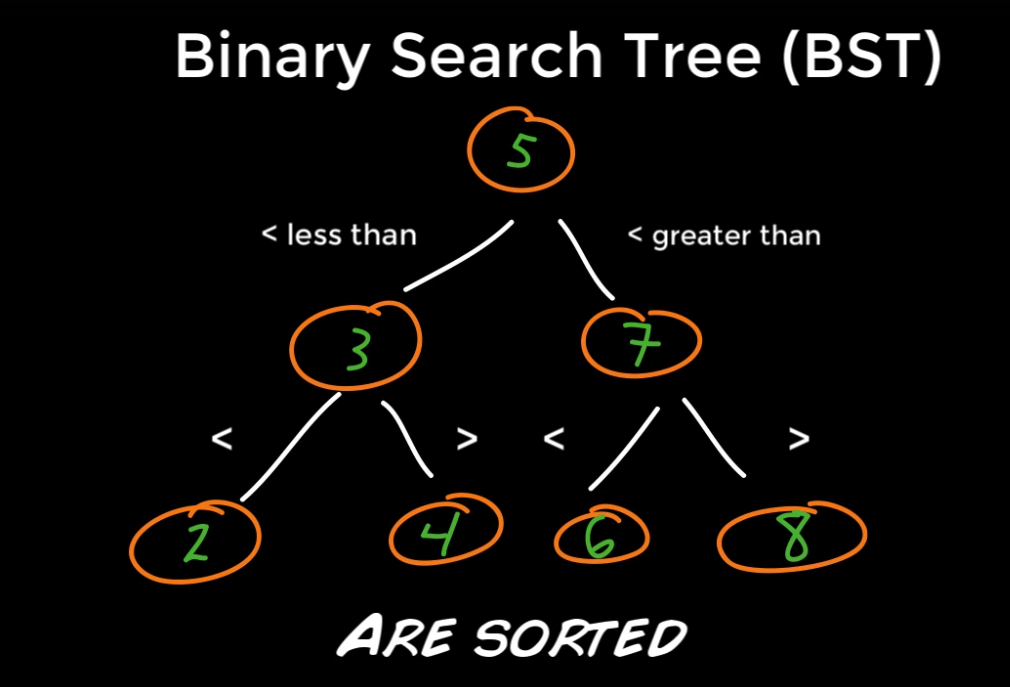 Binary Search Tree (BST)
5
< less than
< greater than
3
7
<
>
<
>
2
4
6
8
ARE SORTED